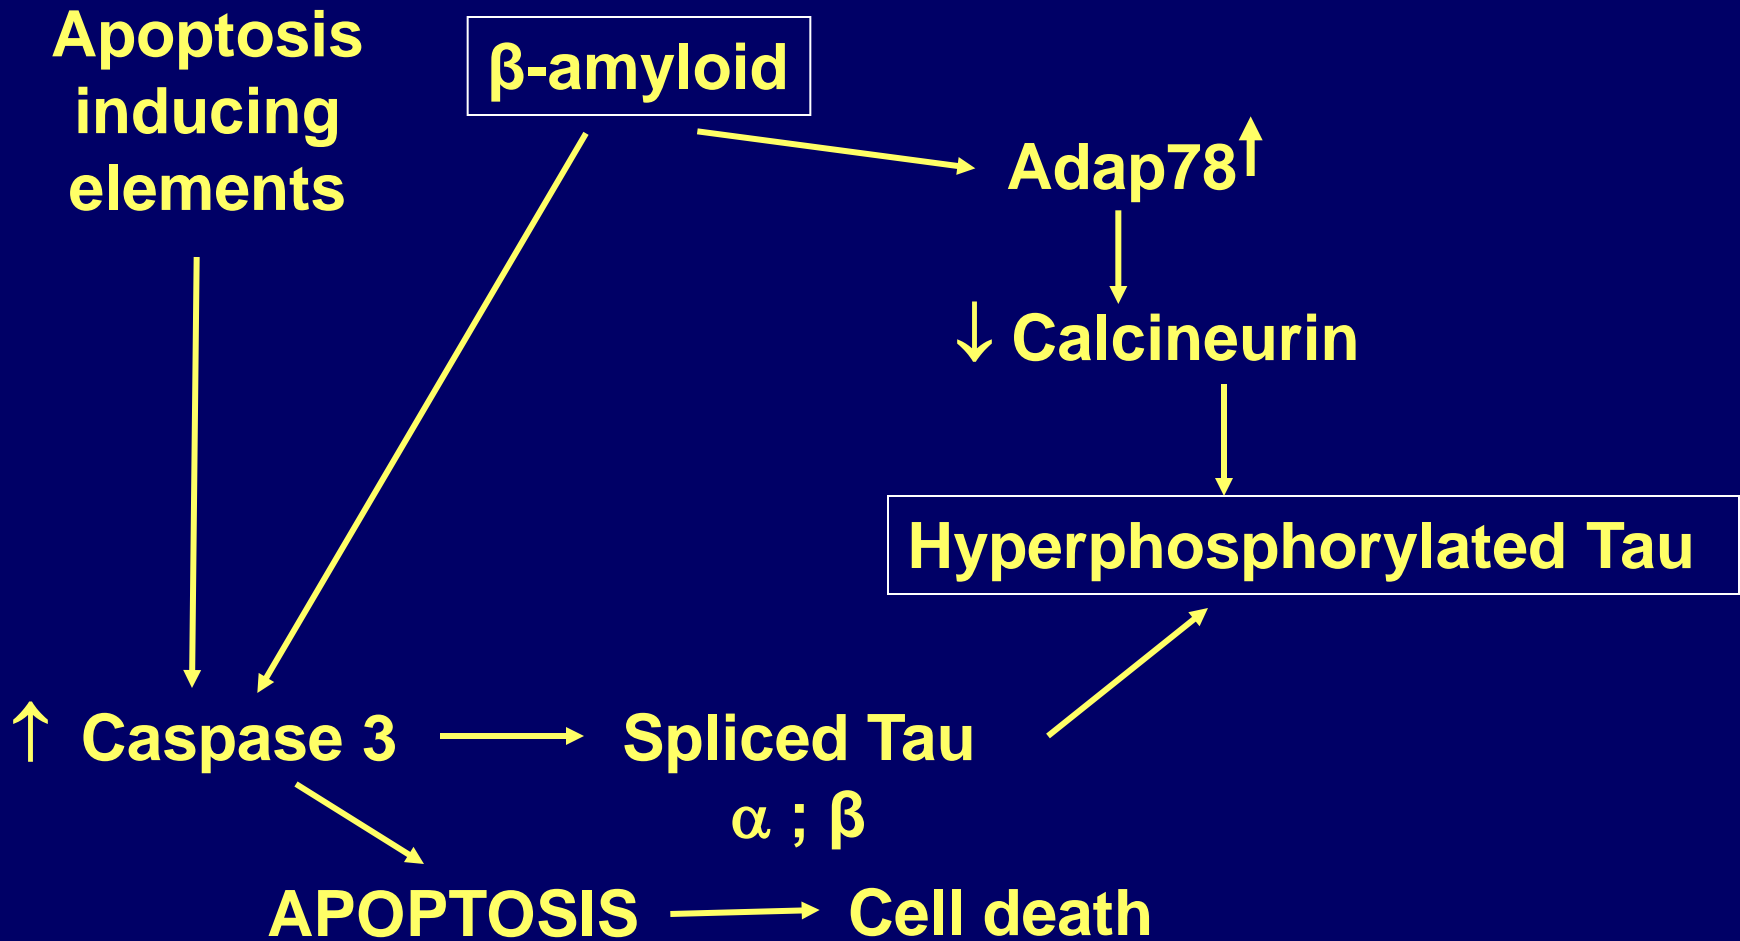 Apoptosis
inducing
elements
β-amyloid
Adap78↑
↓ Calcineurin
Hyperphosphorylated Tau
↑ Caspase 3
Spliced Tau
α ; β
APOPTOSIS
Cell death